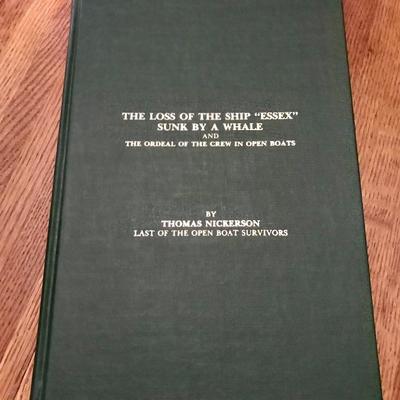 THE LOSS OF THE SHIP "ESSEX"
SUNK BY A WHALE
AND
THE ORDEAL OF THE CREW IN OPEN BOATS
BY
THOMAS NICKERSON
LAST OF THE OPEN BOAT SURVIVORS